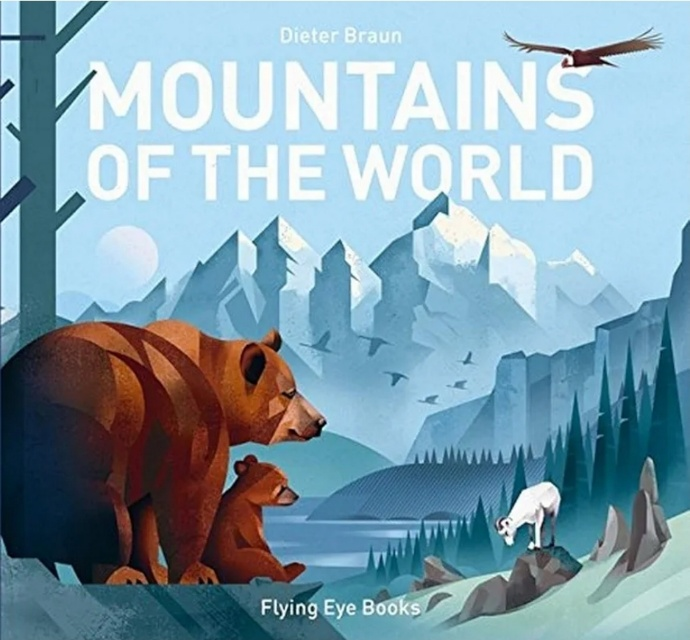 Dieter Braun
MOUNTAINS
OF THE WORLD
Flying Eye Books